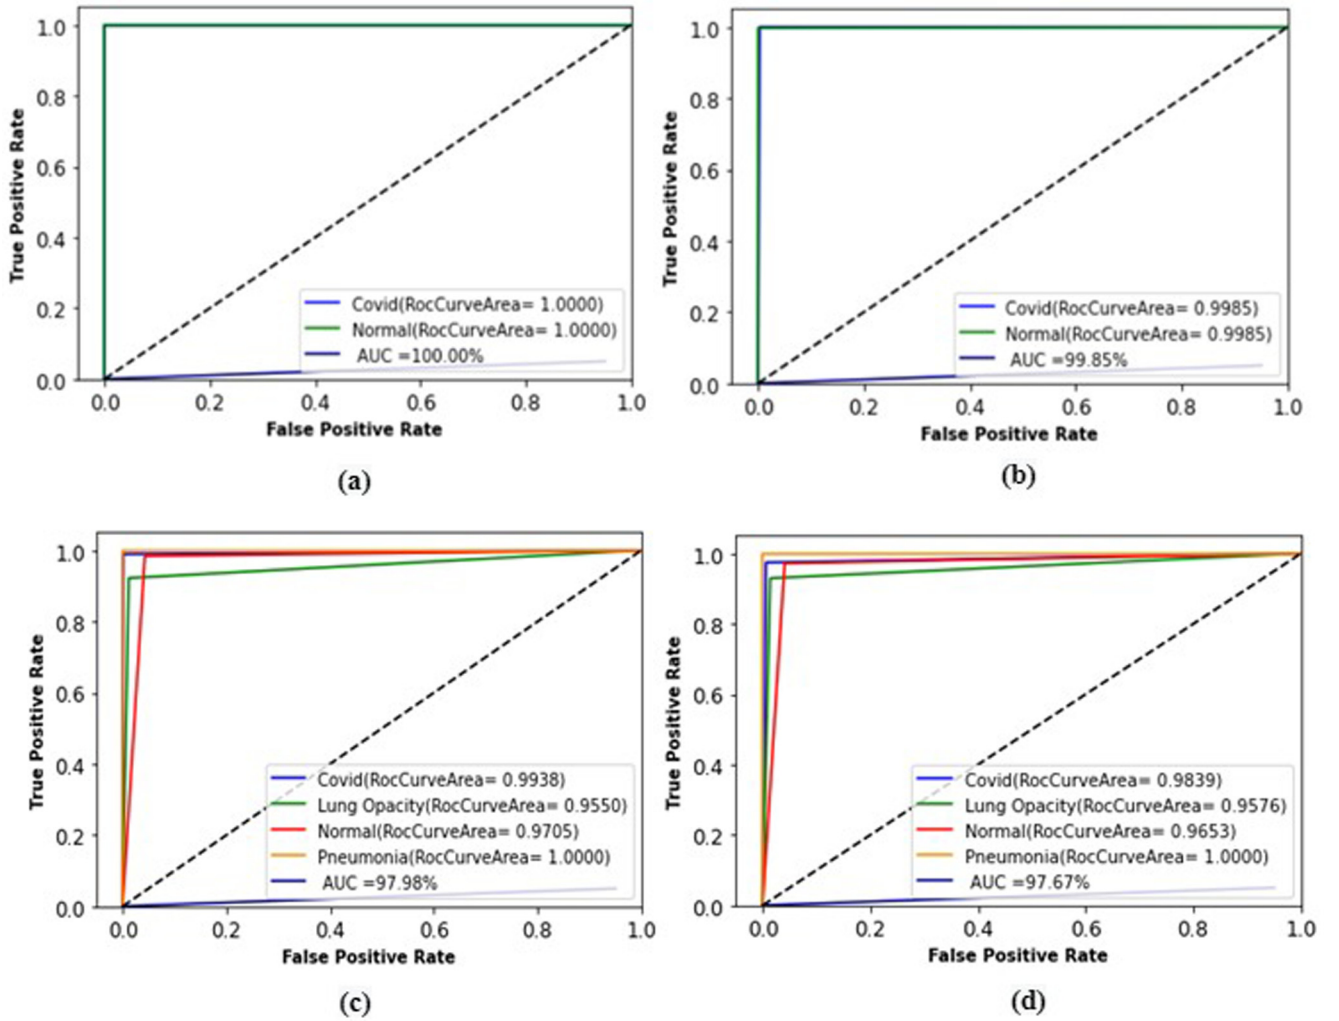 True Positive Rate
1.0
0.8
0.6
0.4
0.2
0.0
Covid(RocCurveArea= 1.0000)
Normal(RocCurveArea= 1.0000)
AUC =100.00%
0.0 0.2 0.4 0.6 0.8 1.0
False Positive Rate
(a)
True Positive Rate
1.0
0.8
0.6
0.4
0.2
0.0
Covid(RocCurveArea= 0.9985)
Normal(RocCurveArea= 0.9985)
AUC =99.85%
0.0 0.2 0.4 0.6 0.8 1.0
False Positive Rate
(b)
True Positive Rate
1.0
0.8
0.6
0.4
0.2
0.0
Covid(RocCurveArea= 0.9938)
Lung Opacity(RocCurveArea= 0.9550)
Normal(RocCurveArea= 0.9705)
Pneumonia(RocCurveArea= 1.0000)
AUC =97.98%
0.0 0.2 0.4 0.6 0.8 1.0
False Positive Rate
(c)
True Positive Rate
1.0
0.8
0.6
0.4
0.2
0.0
Covid(RocCurveArea= 0.9839)
Lung Opacity(RocCurveArea= 0.9576)
Normal(RocCurveArea= 0.9653)
Pneumonia(RocCurveArea= 1.0000)
AUC =97.67%
0.0 0.2 0.4 0.6 0.8 1.0
False Positive Rate
(d)